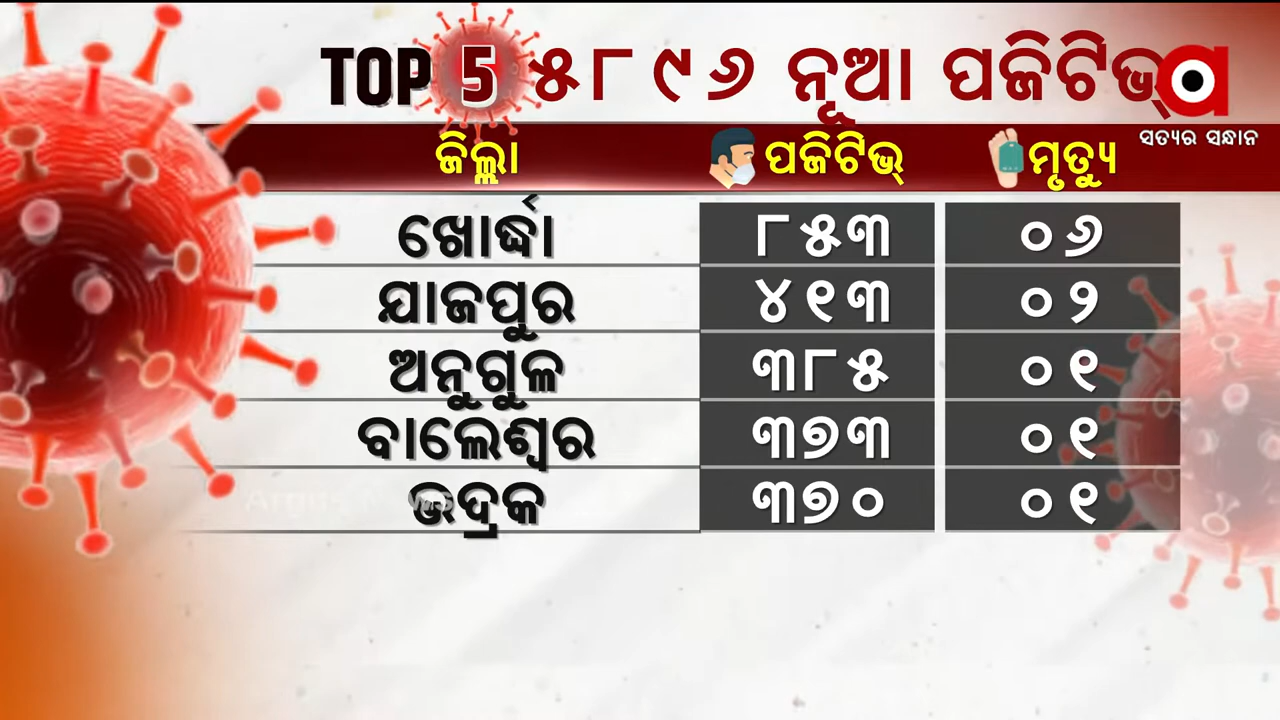 TOP 5 ୫୮୯୬ ନୂଆ ପଜିଟିଭ୍
ସତ୍ୟର ସନ୍ଧାନ
ଜିଲ୍ଲା ପଜିଟିଭ୍ ମୃତ୍ୟୁ
ଖୋର୍ଦ୍ଧା ୮୫୩ ୦୬
ଯାଜପୁର ୪୧୩ ୦୨
ଅନୁଗୁଳ ୩୮୫ ୦୧
ବାଲେଶ୍ୱର ୩୭୩ ୦୧
ଭଦ୍ରକ ୩୭୦ ୦୧